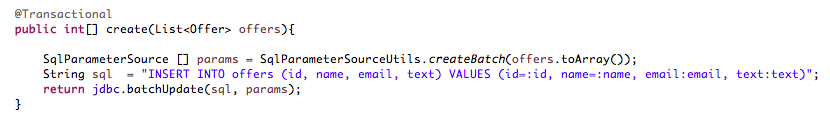 @Transactional
public int[] create(List<Offer> offers){
SqlParameterSource [] params = SqlParameterSourceUtils.createBatch(offers.toArray());
String sql  = "INSERT INTO offers (id, name, email, text) VALUES (id=:id, name=:name, email:email, text:text)";
return jdbc.batchUpdate(sql, params);
}